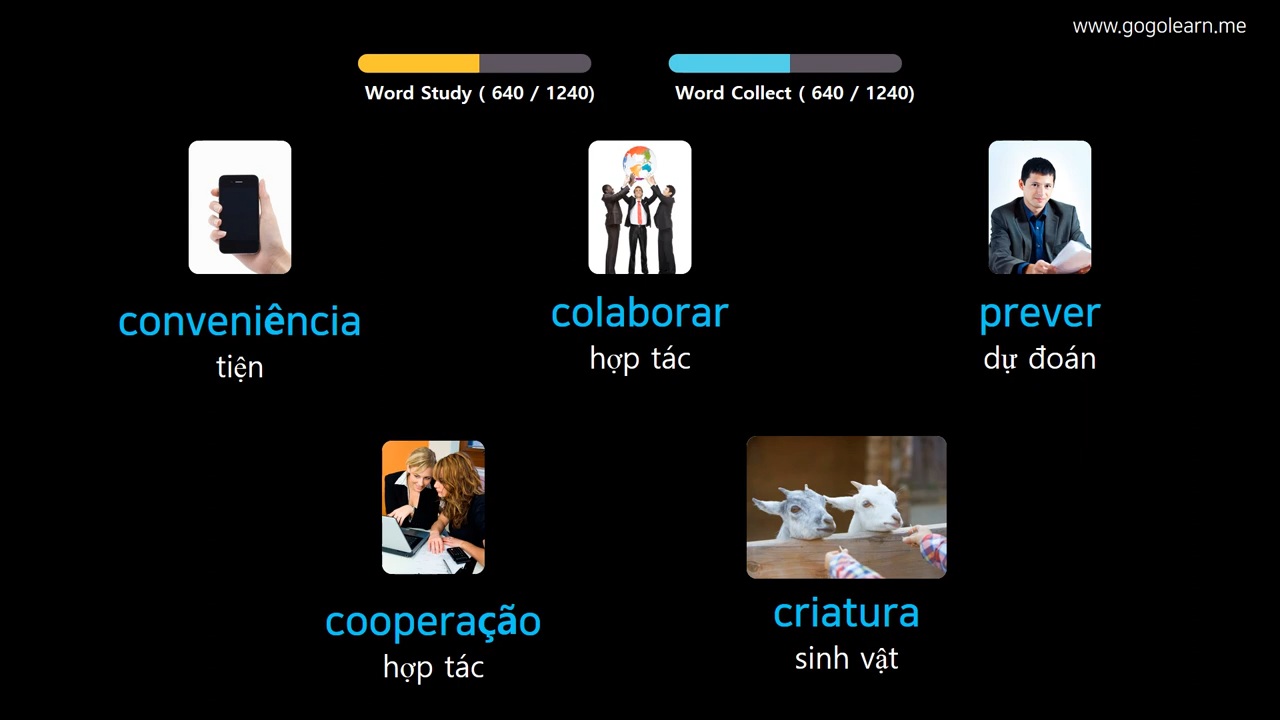 www.gogolearn.me
Word Study ( 640 / 1240)
Word Collect ( 640 / 1240)
conveniência
tiện
colaborar
hợp tác
prever
dự đoán
cooperação
hợp tác
criatura
sinh vật